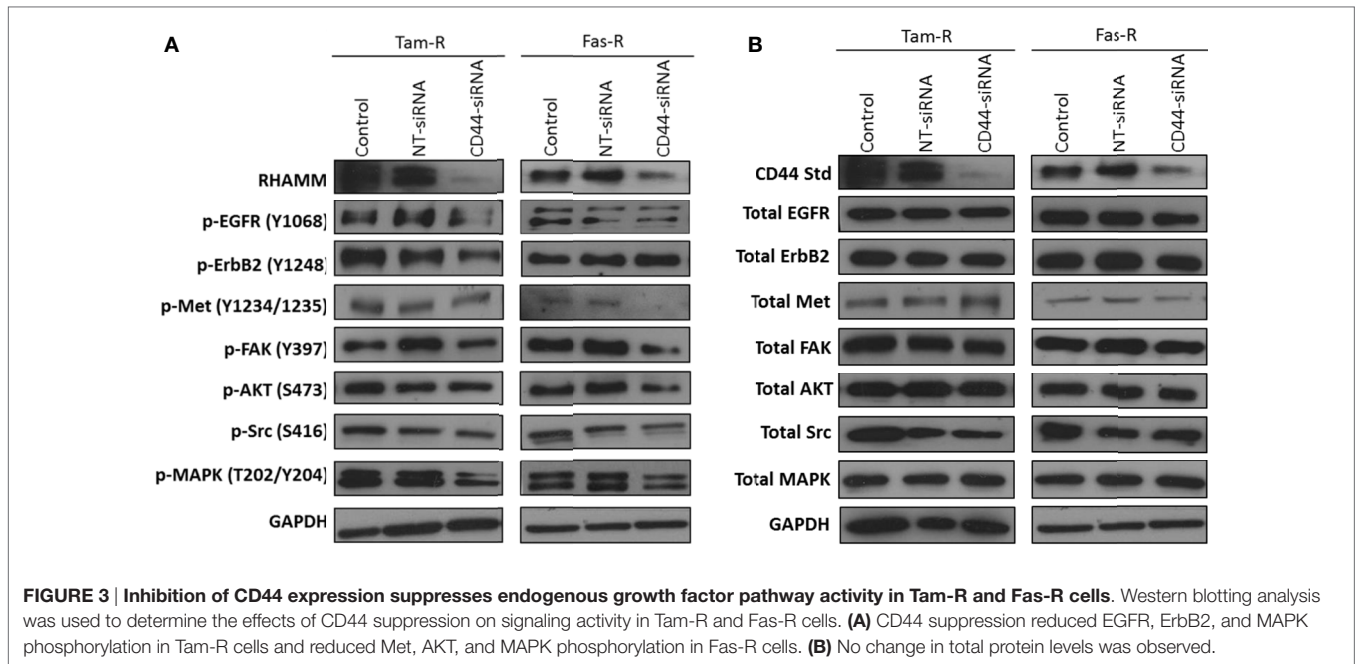 A
Tam-R
Fas-R
Control
NT-siRNA
CD44-siRNA
Control
NT-siRNA
CD44-siRNA
RHAMM
p-EGFR (Y1068)
p-ErbB2 (Y1248)
p-Met (Y1234/1235)
p-FAK (Y397)
p-AKT (S473)
p-Src (S416)
p-MAPK (T202/Y204)
GAPDH
B
Tam-R
Fas-R
Control
NT-siRNA
CD44-siRNA
Control
NT-siRNA
CD44-siRNA
CD44 Std
Total EGFR
Total ErbB2
Total Met
Total FAK
Total AKT
Total Src
Total MAPK
GAPDH
FIGURE 3 | Inhibition of CD44 expression suppresses endogenous growth factor pathway activity in Tam-R and Fas-R cells. Western blotting analysis
was used to determine the effects of CD44 suppression on signaling activity in Tam-R and Fas-R cells. (A) CD44 suppression reduced EGFR, ErbB2, and MAPK
phosphorylation in Tam-R cells and reduced Met, AKT, and MAPK phosphorylation in Fas-R cells. (B) No change in total protein levels was observed.